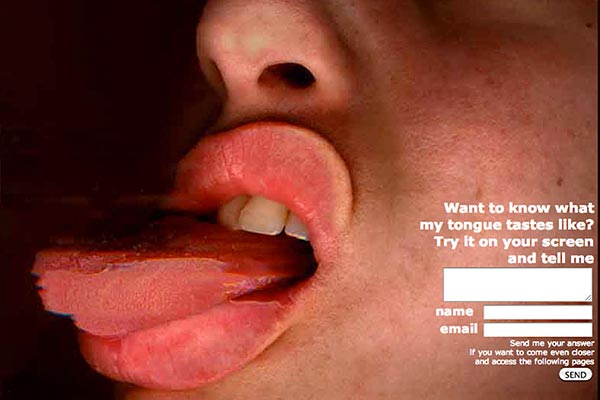 Want to know what
my tongue tastes like?
Try it on your screen
and tell me
name
email
Send me your answer
If you want to come even closer
and access the following pages
SEND